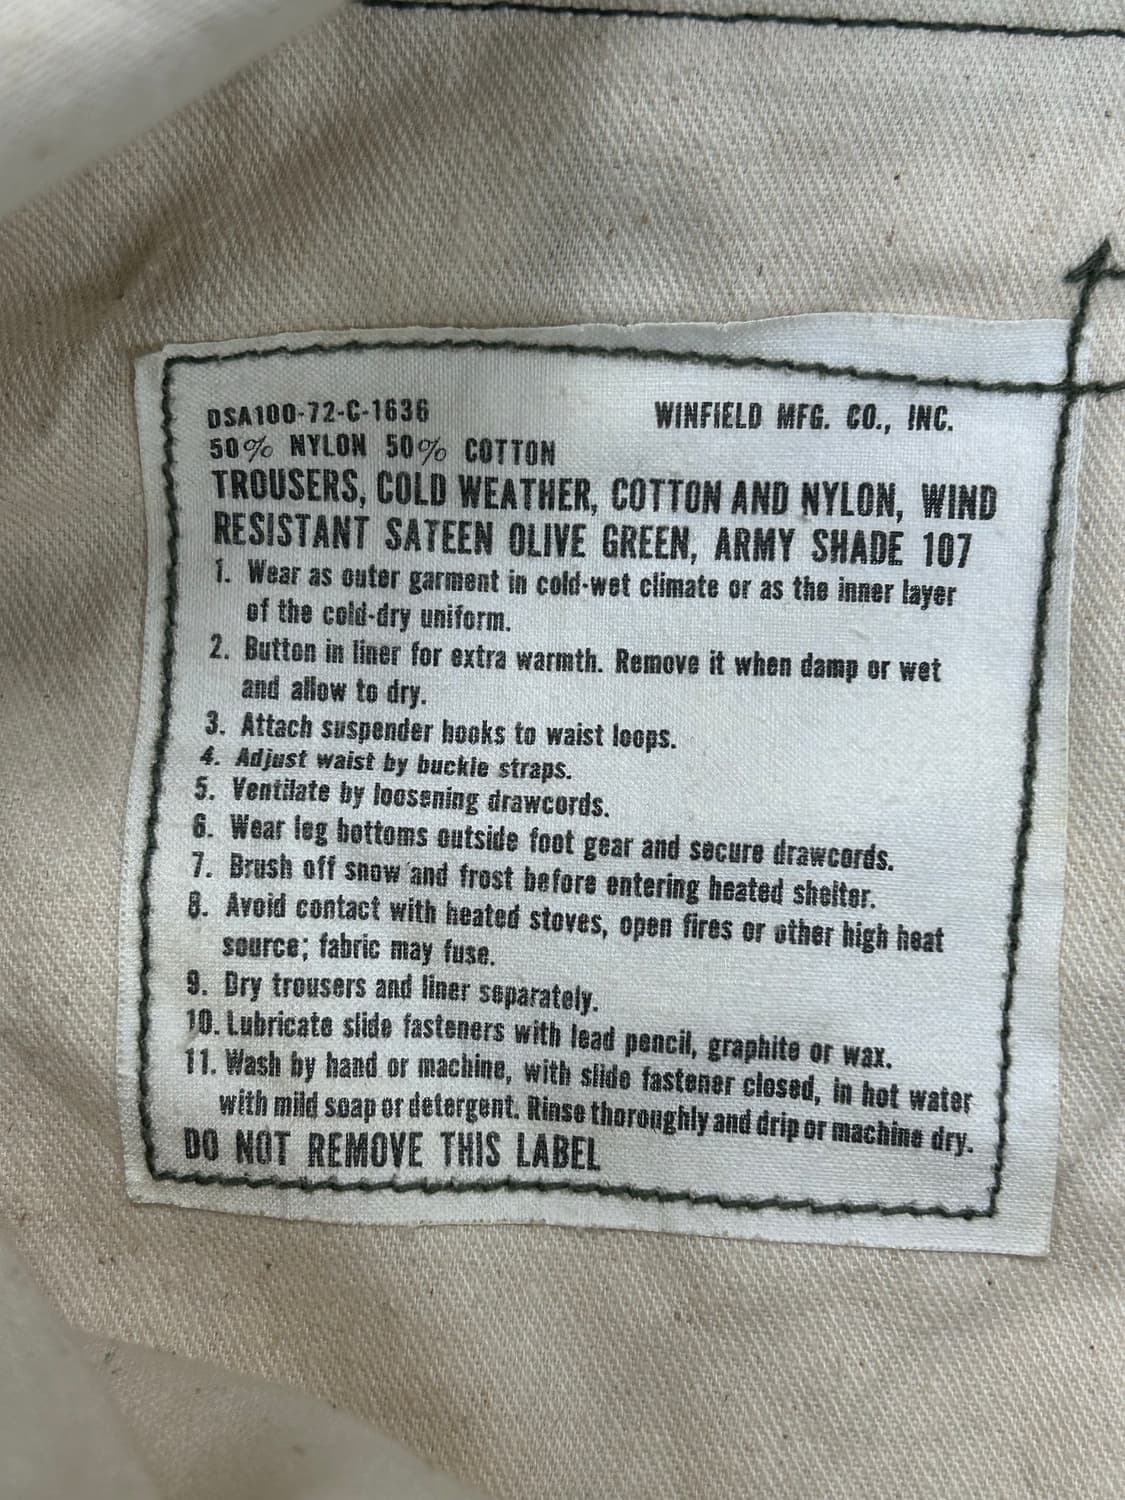 DSA100-72-C-1636 WINFIELD MFG. CO., INC.
50% NYLON 50% COTTON
TROUSERS, COLD WEATHER, COTTON AND NYLON, WIND
RESISTANT SATEEN OLIVE GREEN, ARMY SHADE 107
1. Wear as outer garment in cold-wet climate or as the inner layer
of the cold-dry uniform.
2. Button in liner for extra warmth. Remove it when damp or wet
and allow to dry.
3. Attach suspender hooks to waist loops.
4. Adjust waist by buckle straps.
5. Ventilate by loosening drawcords.
6. Wear leg bottoms outside foot gear and secure drawcords.
7. Brush off snow and frost before entering heated shelter.
8. Avoid contact with heated stoves, open fires or other high heat
source; fabric may fuse.
9. Dry trousers and liner separately.
10. Lubricate slide fasteners with lead pencil, graphite or wax.
11. Wash by hand or machine, with slide fastener closed, in hot water
with mild soap or detergent. Rinse thoroughly and drip or machine dry.
DO NOT REMOVE THIS LABEL